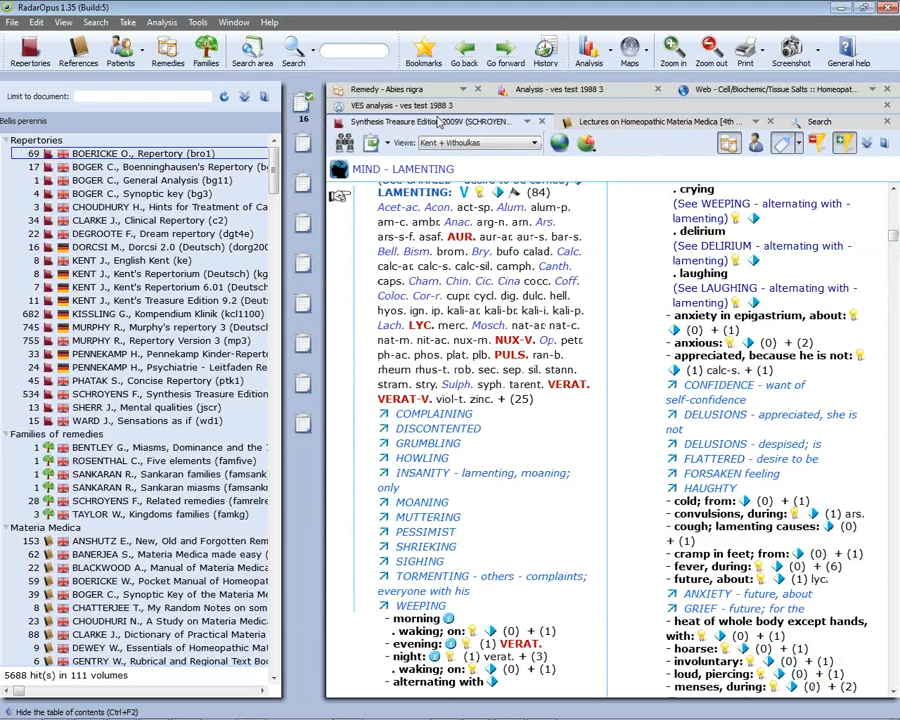 RadarOpus 1.35 (Build:5)
File Edit View Search Take Analysis Tools Window Help
Repertories References Patients Remedies Families Search area Search Bookmarks Go back Go forward History Analysis Maps Zoom in Zoom out Print Screenshot General help
Limit to document:
Bellis perennis
Repertories
69 BOERICKE O., Repertory (bro1)
17 BOGER C., Boenninghausen's Repertory (b
1 BOGER C., General Analysis (bg11)
4 BOGER C., Synoptic key (bg3)
3 CHOUDHURY H., Hints for Treatment of Ca
34 CLARKE J., Clinical Repertory (c2)
22 DEGROOTE F., Dream repertory (dgt4e)
16 DORCSI M., Dorcsi 2.0 (Deutsch) (dorg200
8 KENT J., English Kent (ke)
8 KENT J., Kent's Repertorium (Deutsch) (kg
7 KENT J., Kent's Repertorium 6.01 (Deutsch)
11 KENT J., Kent's Treasure Edition 9.2 (Deuts
682 KISSLING G., Kompendium Klinik (kcl1100)
745 MURPHY R., Murphy's repertory 3 (Deutsc
755 MURPHY R., Repertory Version 3 (mp3)
33 PENNEKAMP H., Pennekamp Kinder-Repert
24 PENNEKAMP H., Psychiatrie - Leitfaden Re
45 PHATAK S., Concise Repertory (ptk1)
534 SCHROYENS F., Synthesis Treasure Edition
13 SHERR J., Mental qualities (jscr)
15 WARD J., Sensations as if (wd1)
Families of remedies
1 BENTLEY G., Miasms, Dominance and the
1 ROSENTHAL C., Five elements (famfive)
1 SANKARAN R., Sankaran families (famsank
1 SANKARAN R., Sankaran miasms (famsank
28 SCHROYENS F., Related remedies (famrelre
3 TAYLOR W., Kingdoms families (famkg)
Materia Medica
153 ANSHUTZ E., New, Old and Forgotten Rem
62 BANERJEA S., Materia Medica made easy (
22 BLACKWOOD A., Manual of Materia Medic
59 BOERICKE W., Pocket Manual of Homeopat
39 BOGER C., Synoptic Key of the Materia Me
8 CHATTERJEE T., My Random Notes on som
23 CHOUDHURI N., A Study on Materia Medic
88 CLARKE J., Dictionary of Practical Materia
9 DEWEY W., Essentials of Homeopathic Mat
6 GENTRY W., Rubrical and Regional Text
5688 hit(s) in 111 volumes
Hide the table of contents (Ctrl+F2)
16
Remedy - Abies nigra Analysis - ves test 1988 3 Web - Cell/Biochemic/Tissue Salts :: Homeopat...
VES analysis - ves test 1988 3
Synthesis Treasure Edition 2009V (SCHROYEN... Lectures on Homeopathic Materia Medica [4th ... Search
Views: Kent + Vithoulkas
MIND - LAMENTING
LAMENTING: (84)
Acet-ac. Acon. act-sp. Alum. alum-p.
am-c. ambr. Anac. arg-n. arn. Ars.
ars-s-f. asaf. AUR. aur-ar. aur-s. bar-s.
Bell. Bism. brom. Bry. bufo calad. Calc.
calc-ar. calc-s. calc-sil. camph. Canth.
caps. Cham. Chin. Cic. Cina cocc. Coff.
Coloc. Cor-r. cupr. cycl. dig. dulc. hell.
hyos. ign. ip. kali-ar. kali-br. kali-i. kali-p.
Lach. LYC. merc. Mosch. nat-ar. nat-c.
nat-m. nit-ac. nux-m. NUX-V. Op. petr.
ph-ac. phos. plat. plb. PULS. ran-b.
rheum rhus-t. rob. sec. sep. sil. stann.
stram. stry. Sulph. syph. tarent. VERAT.
VERAT-V. viol-t. zinc. + (25)
COMPLAINING
DISCONTENTED
GRUMBLING
HOWLING
INSANITY - lamenting, moaning;
only
MOANING
MUTTERING
PESSIMIST
SHRIEKING
SIGHING
TORMENTING - others - complaints;
everyone with his
WEEPING
- morning
. waking; on: (0) + (1)
- evening: (1) VERAT.
- night: (1) verat. + (3)
. waking; on: (0) + (1)
- alternating with
. crying
(See WEEPING - alternating with -
lamenting)
. delirium
(See DELIRIUM - alternating with -
lamenting)
. laughing
(See LAUGHING - alternating with -
lamenting)
- anxiety in epigastrium, about:
(0) + (1)
- anxious: (0) + (2)
- appreciated, because he is not:
(1) calc-s. + (1)
CONFIDENCE - want of
self-confidence
DELUSIONS - appreciated, she is
not
DELUSIONS - despised; is
FLATTERED - desire to be
FORSAKEN feeling
HAUGHTY
- cold; from: (0) + (1)
- convulsions, during: (1) ars.
- cough; lamenting causes: (0)
+ (1)
- cramp in feet; from: (0) + (1)
- fever, during: (0) + (6)
- future, about: (1) lyc.
ANXIETY - future, about
GRIEF - future; for the
- heat of whole body except hands,
with: (0) + (1)
- hoarse: (0) + (1)
- involuntary: (0) + (1)
- loud, piercing: (0) + (1)
- menses, during: (0) + (2)